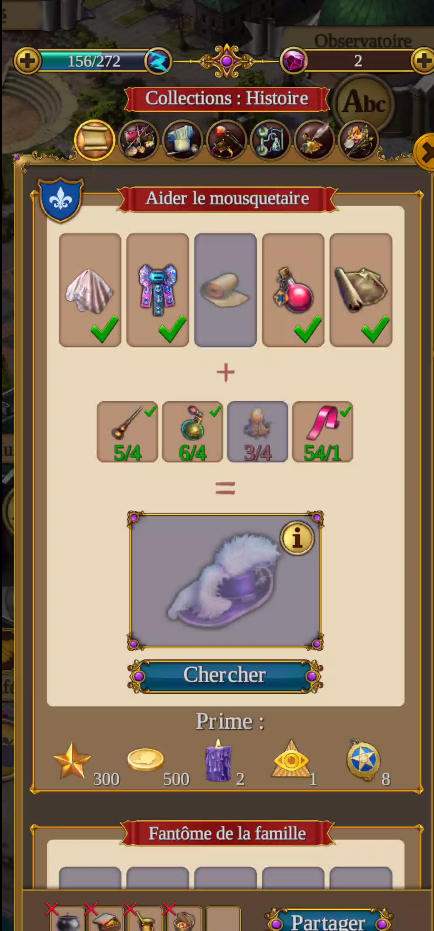 Observatoire
156/272
2
Collections : Histoire
Abc
Aider le mousquetaire
+
5/4
6/4
3/4
54/1
=
i
Chercher
Prime :
300
500
2
1
8
Fantôme de la famille
Partager